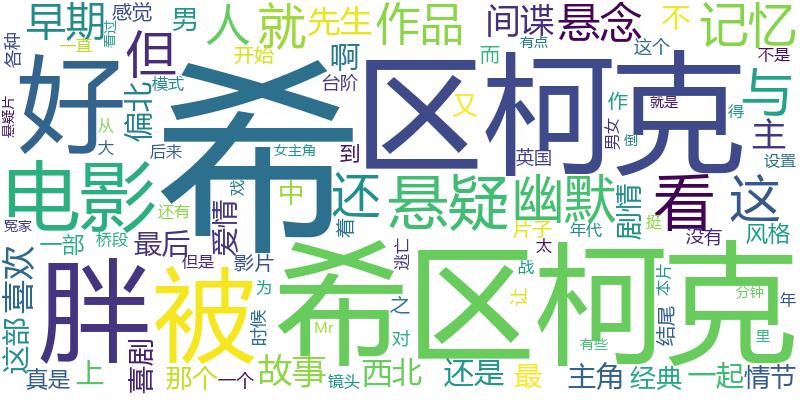 早期
感觉
男
人
就
先生
作品
间谍
悬念
不
记忆
各种
一直
看过
但
开始
啊
而
有点
这个
不是
好
希区柯克
与
悬疑片
偏北
模式
台阶
又
作
就是
得
从
大
后来
女主角
到
英国
男女
倒
主
设置
电影
还有
戏
中
还
着
悬疑
幽默
剧情
看
这
挺
冤家
一部
桥段
最后
爱情
片子
年代
没有
风格
喜欢
但是
影片
逃亡
太
战
本片
胖
被
希区柯克
为
之
让
分钟
年
这部
时候
Mr
对
有些
结尾
里
真是
上
喜剧
那个
一个
故事
镜头
西北
还是
最
主角
经典
一起
情节